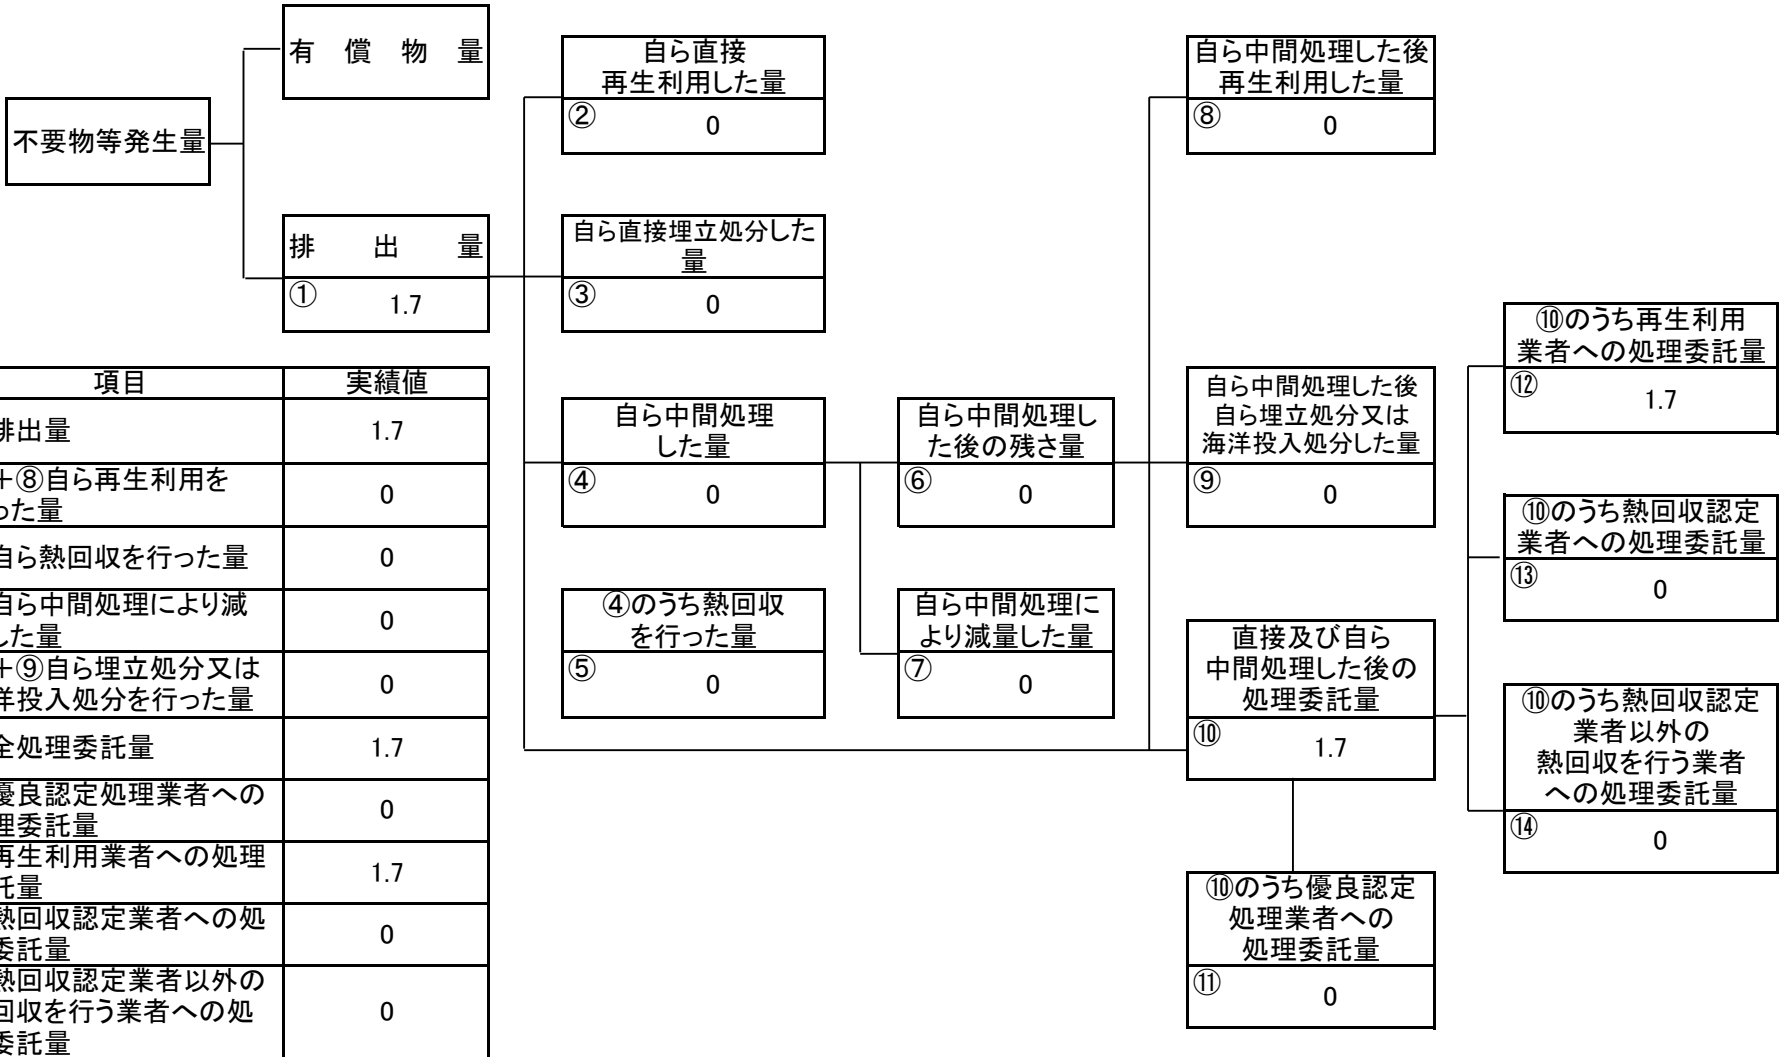 有償物量
不要物等発生量
排出量
① 1.7
自ら直接
再生利用した量
② 0
自ら直接埋立処分した
量
③ 0
自ら中間処理
した量
④ 0
④のうち熱回収
を行った量
⑤ 0
自ら中間処理し
た後の残さ量
⑥ 0
自ら中間処理に
より減量した量
⑦ 0
自ら中間処理した後
再生利用した量
⑧ 0
自ら中間処理した後
自ら埋立処分又は
海洋投入処分した量
⑨ 0
直接及び自ら
中間処理した後の
処理委託量
⑩ 1.7
⑩のうち優良認定
処理業者への
処理委託量
⑪ 0
⑩のうち再生利用
業者への処理委託量
⑫ 1.7
⑩のうち熱回収認定
業者への処理委託量
⑬ 0
⑩のうち熱回収認定
業者以外の
熱回収を行う業者
への処理委託量
⑭ 0
項目 実績値
排出量 1.7
+⑧自ら再生利用を
った量 0
自ら熱回収を行った量 0
自ら中間処理により減
した量 0
+⑨自ら埋立処分又は
洋投入処分を行った量 0
全処理委託量 1.7
優良認定処理業者への
理委託量 0
再生利用業者への処理
託量 1.7
熱回収認定業者への処
委託量 0
熱回収認定業者以外の
回収を行う業者への処
委託量 0